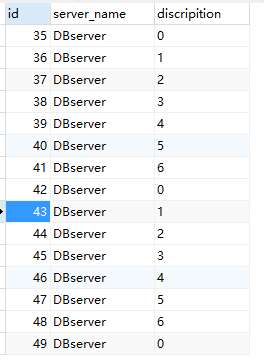 id server_name discripition
35 DBserver 0
36 DBserver 1
37 DBserver 2
38 DBserver 3
39 DBserver 4
40 DBserver 5
41 DBserver 6
42 DBserver 0
43 DBserver 1
44 DBserver 2
45 DBserver 3
46 DBserver 4
47 DBserver 5
48 DBserver 6
49 DBserver 0